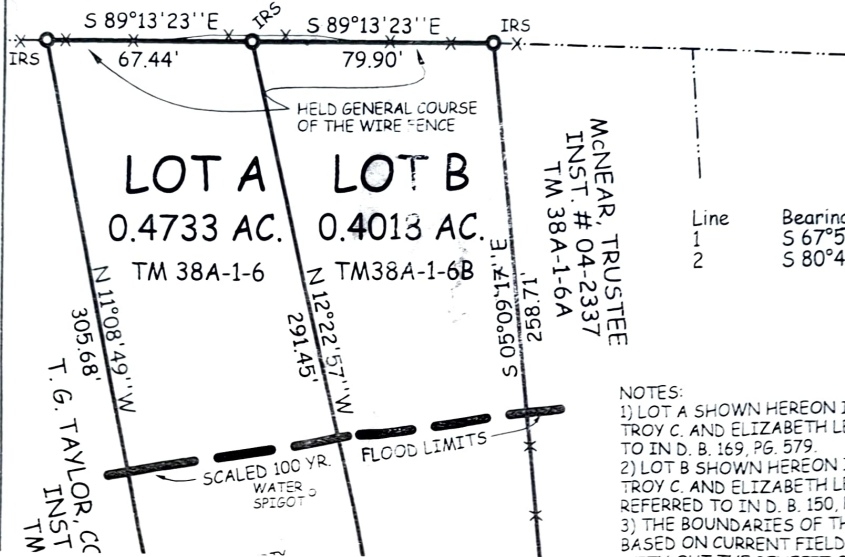 S 89°13'23''E
IRS
S 89°13'23''E
IRS
IRS
67.44'
79.90'
HELD GENERAL COURSE
OF THE WIRE FENCE
LOT A
0.4733 AC.
TM 38A-1-6
LOT B
0.4013 AC.
TM38A-1-6B
N 11°08'49''W
305.68'
N 12°22'57''W
291.45'
S 05°09'17''E
258.71'
McNEAR, TRUSTEE
INST. # 04-2337
TM 38A-1-6A
T. G. TAYLOR,
INST
TM
SCALED 100 YR.
FLOOD LIMITS
WATER
SPIGOT
Line Bearing
1 S 67°5
2 S 80°4
NOTES:
1) LOT A SHOWN HEREON
TROY C. AND ELIZABETH LE
TO IN D. B. 169, PG. 579.
2) LOT B SHOWN HEREON
TROY C. AND ELIZABETH LE
REFERRED TO IN D. B. 150,
3) THE BOUNDARIES OF TH
BASED ON CURRENT FIELD